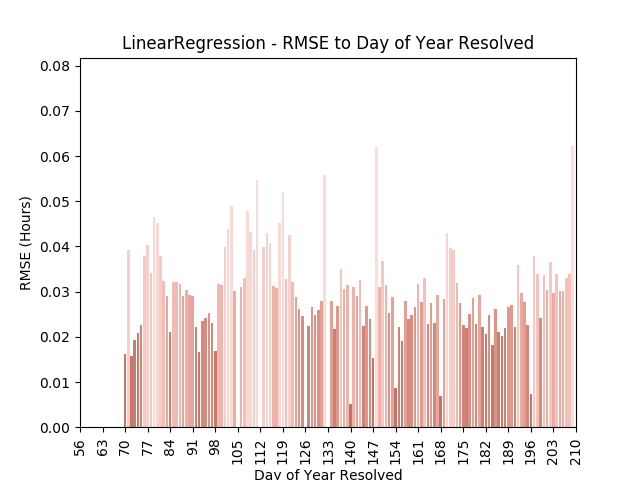 LinearRegression - RMSE to Day of Year Resolved
0.08
0.07
0.06
0.05
0.04
0.03
0.02
0.01
0.00
RMSE (Hours)
56 63 70 77 84 91 98 105 112 119 126 133 140 147 154 161 168 175 182 189 196 203 210
Day of Year Resolved